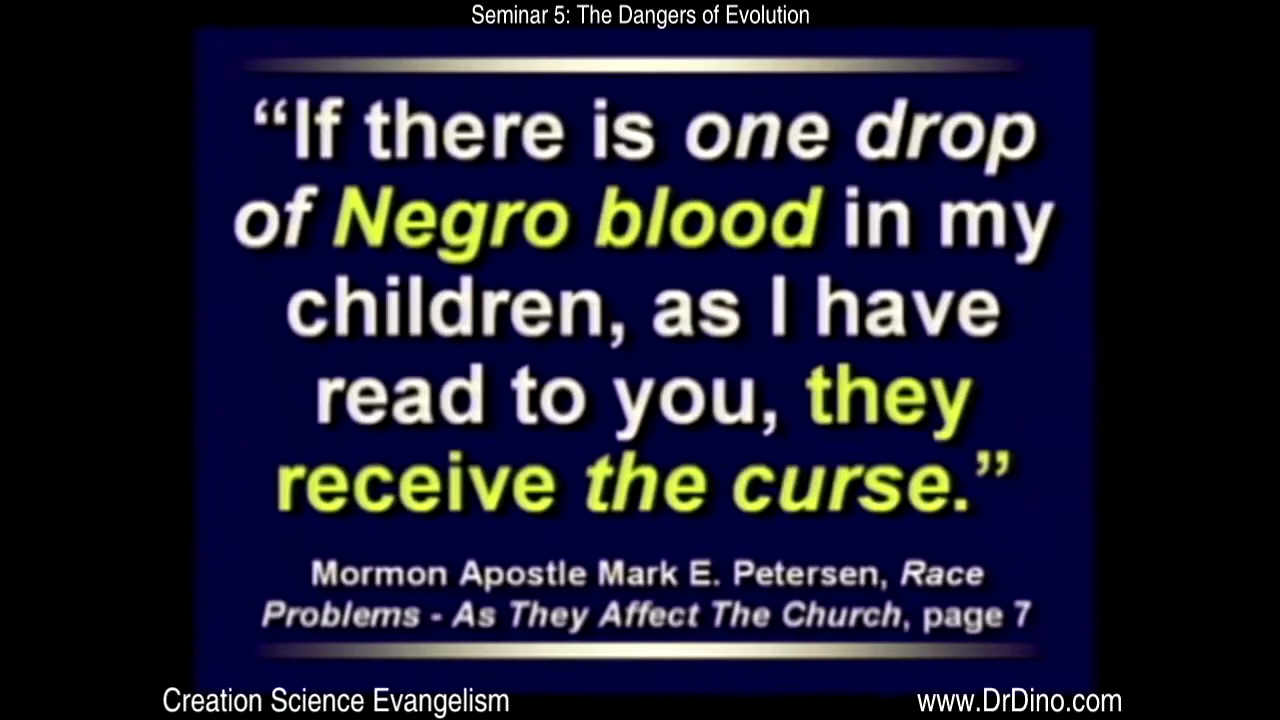 Seminar 5: The Dangers of Evolution
“If there is one drop
of Negro blood in my
children, as I have
read to you, they
receive the curse.”
Mormon Apostle Mark E. Petersen, Race
Problems - As They Affect The Church, page 7
Creation Science Evangelism
www.DrDino.com